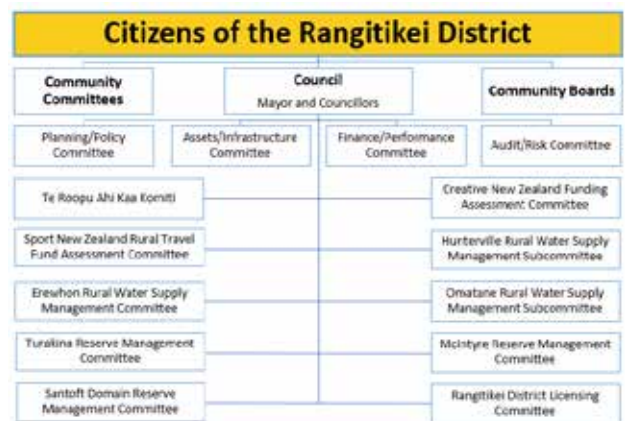 Citizens of the Rangitikei District
Community
Committees
Council
Mayor and Councillors
Community Boards
Planning/Policy
Committee
Assets/Infrastructure
Committee
Finance/Performance
Committee
Audit/Risk Committee
Te Roopu Ahi Kaa Komiti
Creative New Zealand Funding
Assessment Committee
Sport New Zealand Rural Travel
Fund Assessment Committee
Hunterville Rural Water Supply
Management Subcommittee
Erewhon Rural Water Supply
Management Committee
Omatane Rural Water Supply
Management Subcommittee
Turakina Reserve Management
Committee
McIntyre Reserve Management
Committee
Santoft Domain Reserve
Management Committee
Rangitikei District Licensing
Committee